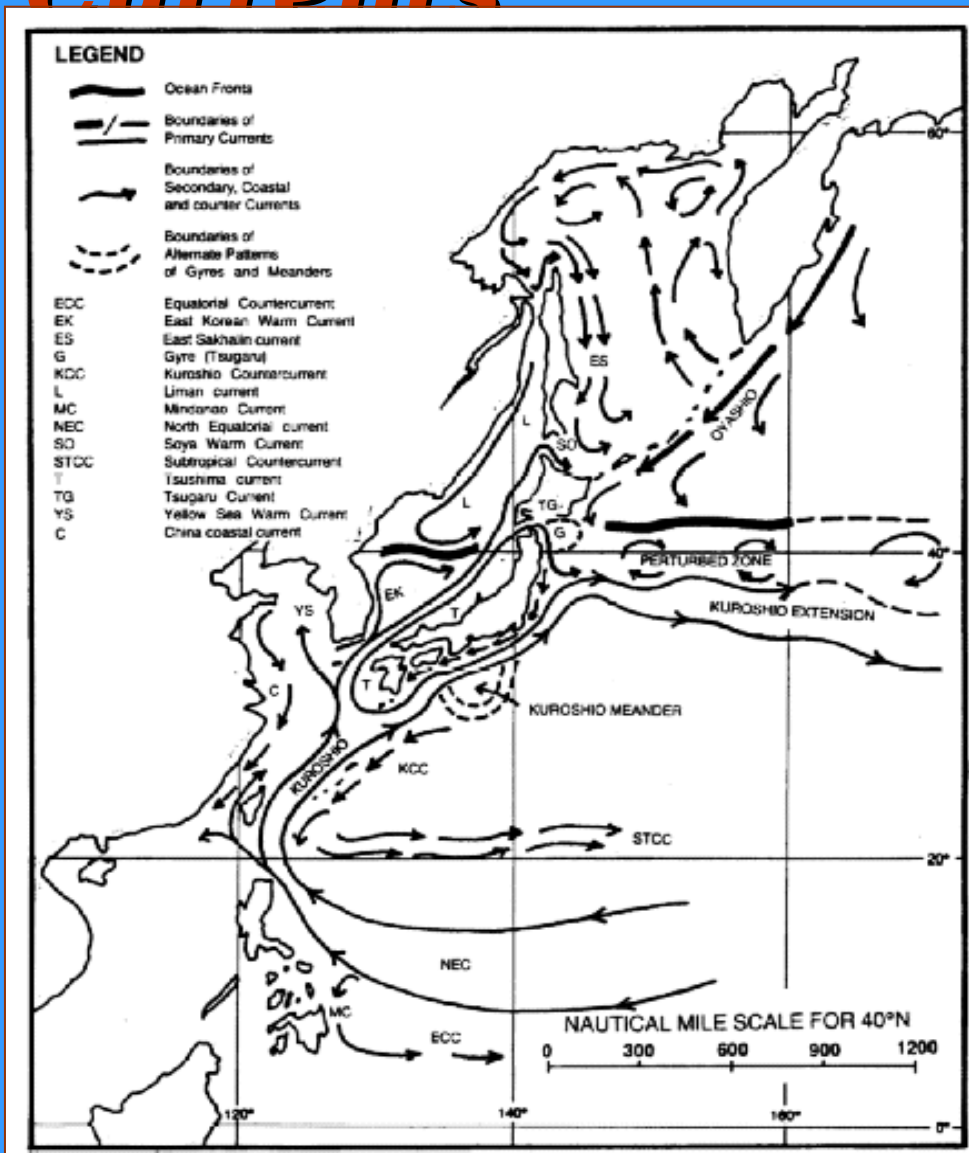 Currents
LEGEND
Ocean Fronts
Boundaries of
Primary Currents
Boundaries of
Secondary, Coastal
and counter Currents
Boundaries of
Alternate Patterns
of Gyres and Meanders
ECC Equatorial Countercurrent
EK East Korean Warm Current
ES East Sakhalin current
G Gyre (Tsugaru)
KCC Kuroshio Countercurrent
L Liman current
MC Mindanao Current
NEC North Equatorial current
SO Soya Warm Current
STCC Subtropical Countercurrent
T Tsushima current
TG Tsugaru Current
YS Yellow Sea Warm Current
C China coastal current
60°
ES
OYASHIO
L
SO
L
TG
G
40°
PERTURBED ZONE
EK
KUROSHIO EXTENSION
YS
T
T
C
KUROSHIO MEANDER
KUROSHIO
KCC
STCC
20°
NEC
MC
ECC
NAUTICAL MILE SCALE FOR 40°N
0 300 600 900 1200
120° 140° 160° 0°